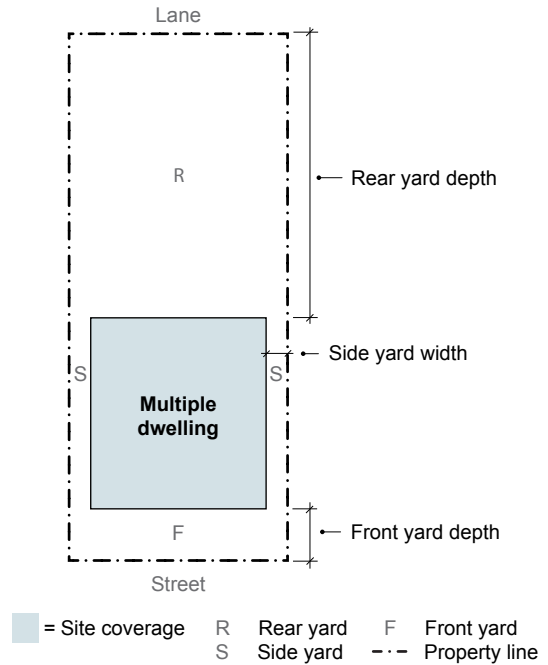 Lane
R
Rear yard depth
Side yard width
S
S
Multiple
dwelling
F
Front yard depth
Street
= Site coverage R Rear yard F Front yard
S Side yard Property line